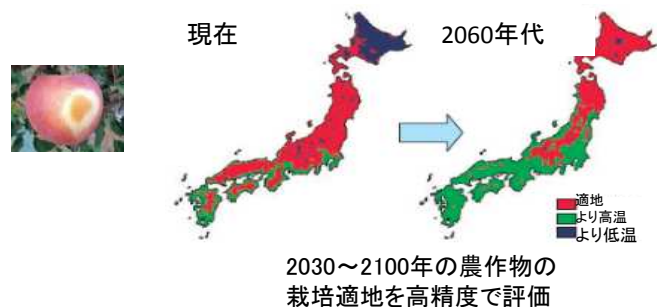 現在
2060年代
適地
より高温
より低温
2030～2100年の農作物の
栽培適地を高精度で評価